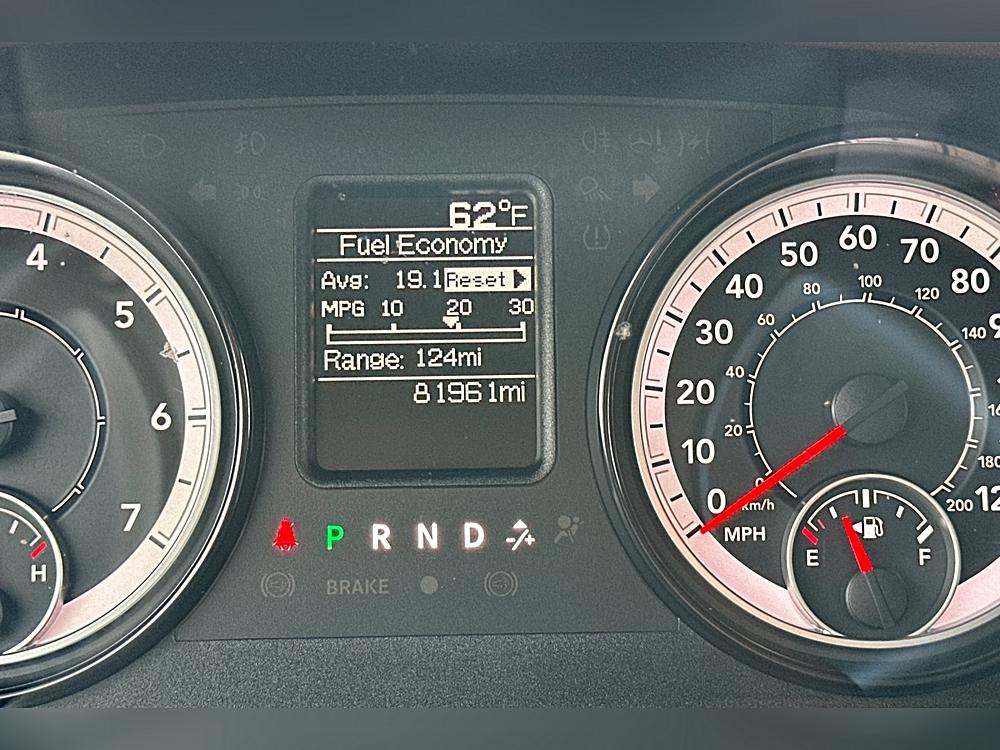 62°F
Fuel Economy
Avg: 19.1 Reset
MPG 10 20 30
Range: 124mi
81961mi
4
5
6
7
H
P R N D -/+
BRAKE
0 10 20 30 40 50 60 70 80
0 20 40 60 80 100 120 140 180 200
km/h
MPH
E F